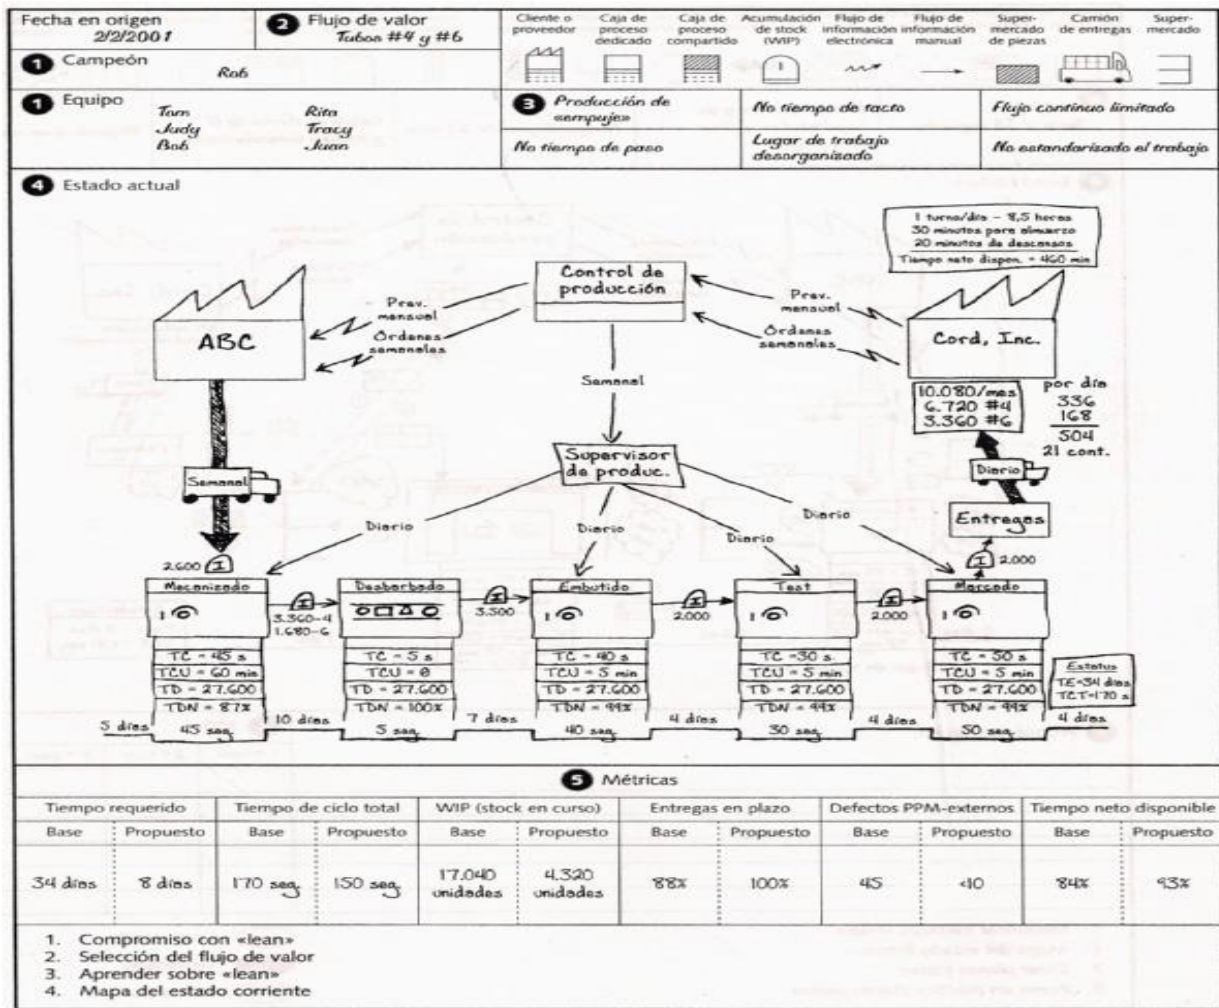 Fecha en origen
2/2/2001
2 Flujo de valor
Tubos #4 y #6
Cliente o proveedor
Caja de proceso dedicado
Caja de proceso compartido
Acumulación de stock (WIP)
Flujo de información electrónica
Flujo de información manual
Super-mercado de piezas
Camión de entregas
Super-mercado
1 Campeón
Rob
1 Equipo
Tom
Judy
Bob
Rita
Tracy
Juan
3 Producción de «empuje»
No tiempo de tacto
Flujo continuo limitado
No tiempo de paso
Lugar de trabajo desorganizado
No estandarizado el trabajo
4 Estado actual
1 turno/día - 8,5 horas
30 minutos para almuerzo
20 minutos de descansos
Tiempo neto dispon. = 460 min
Control de producción
Prev. mensual
Órdenes semanales
Prev. mensual
Órdenes semanales
ABC
Cord, Inc.
Semanal
10.080/mes
6.720 #4
3.360 #6
por día
336
168
504
21 cont.
Supervisor de produc.
Semanal
Diario
Entregas
Diario
Diario
Diario
Diario
2.600 I
I 2.000
Mecanizado
1
I
3.360-4
1.680-6
Desbarbado
I
3.500
Embutido
1
I
2.000
Test
1
I
2.000
Marcado
1
TC = 45 s
TCU = 60 min
TD = 27.600
TDN = 87%
TC = 5 s
TCU = 0
TD = 27.600
TDN = 100%
TC = 40 s
TCU = 5 min
TD = 27.600
TDN = 99%
TC = 30 s
TCU = 5 min
TD = 27.600
TDN = 99%
TC = 50 s
TCU = 5 min
TD = 27.600
TDN = 99%
Estatus
TE=34 días
TCT=170 s
5 días
45 seg
10 días
5 seg
7 días
40 seg
4 días
30 seg
4 días
50 seg
4 días
5 Métricas
Tiempo requerido
Tiempo de ciclo total
WIP (stock en curso)
Entregas en plazo
Defectos PPM-externos
Tiempo neto disponible
Base Propuesto Base Propuesto Base Propuesto Base Propuesto Base Propuesto Base Propuesto
34 días 8 días 170 seg. 150 seg. 17.040 unidades 4.320 unidades 88% 100% 45 <10 84% 93%
1. Compromiso con «lean»
2. Selección del flujo de valor
3. Aprender sobre «lean»
4. Mapa del estado corriente